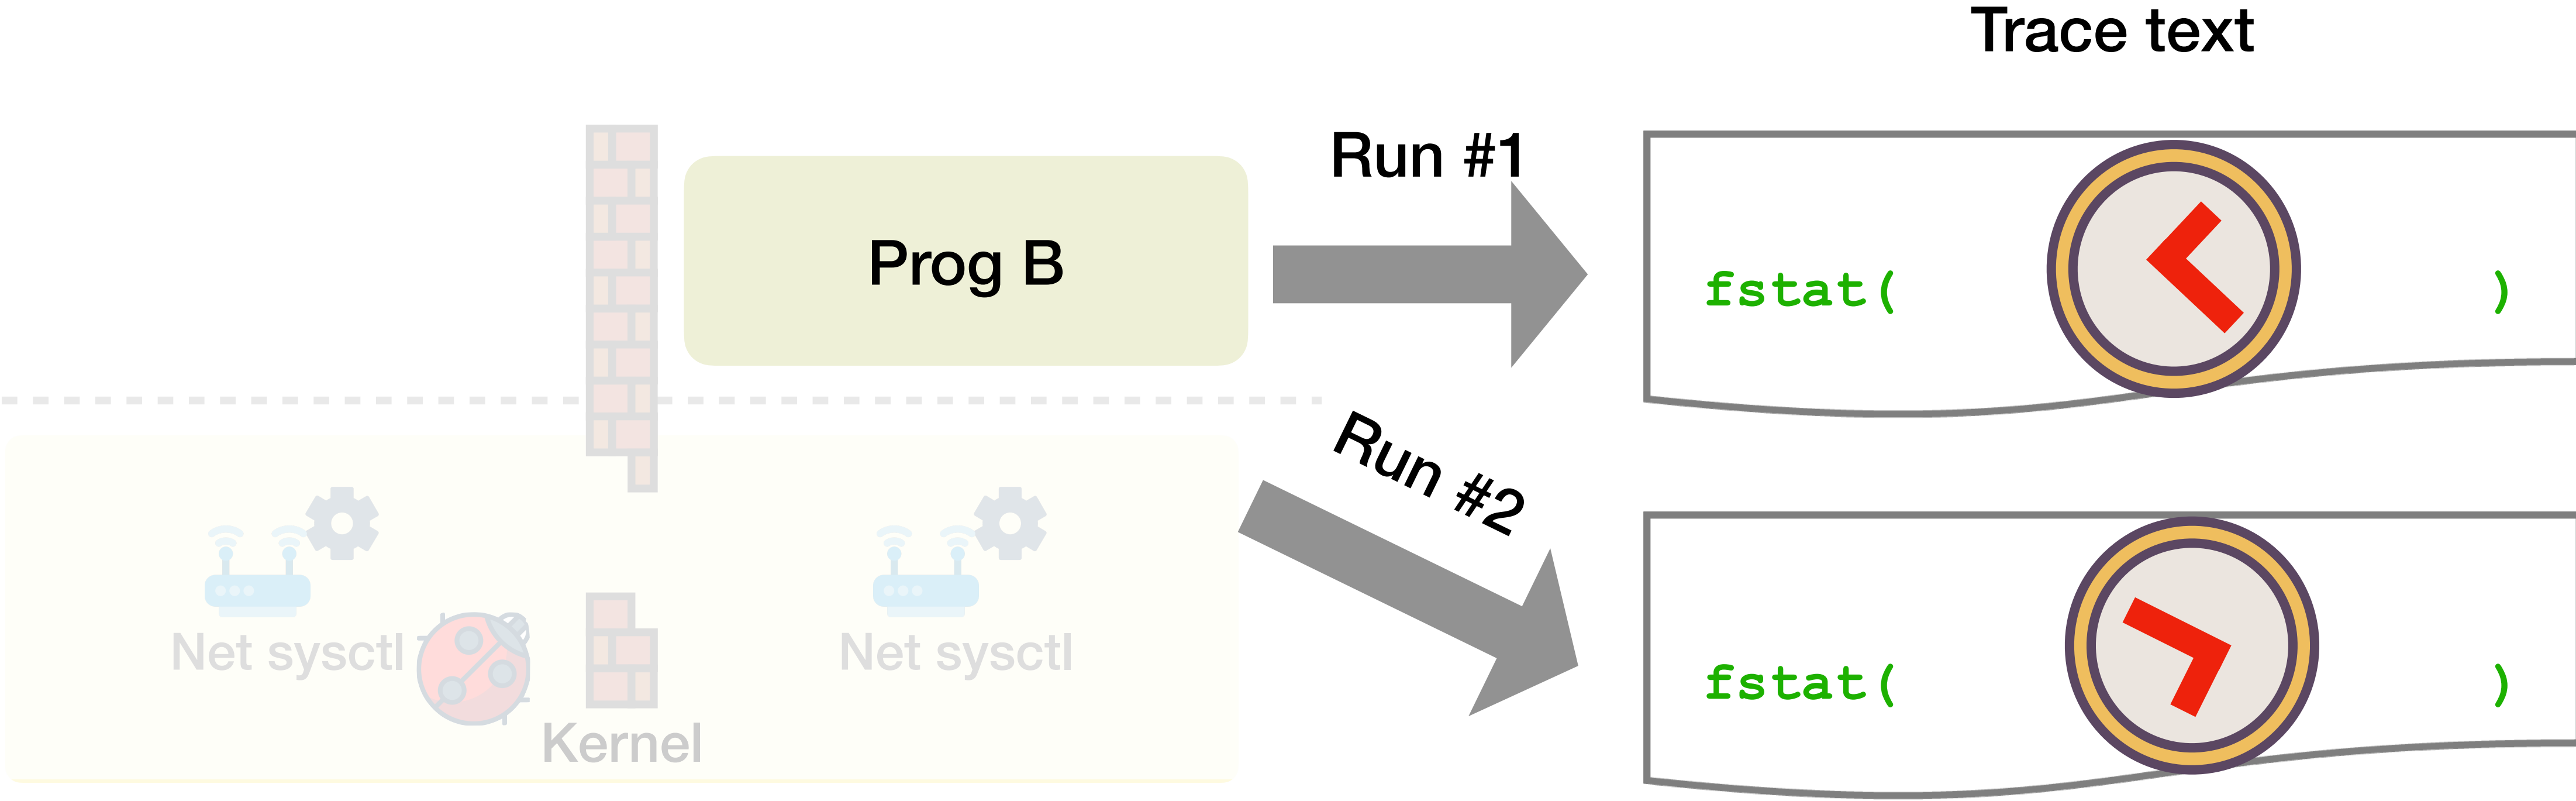 Trace text
Run #1
Prog B
fstat( )
Run #2
Net sysctl
Net sysctl
fstat( )
Kernel